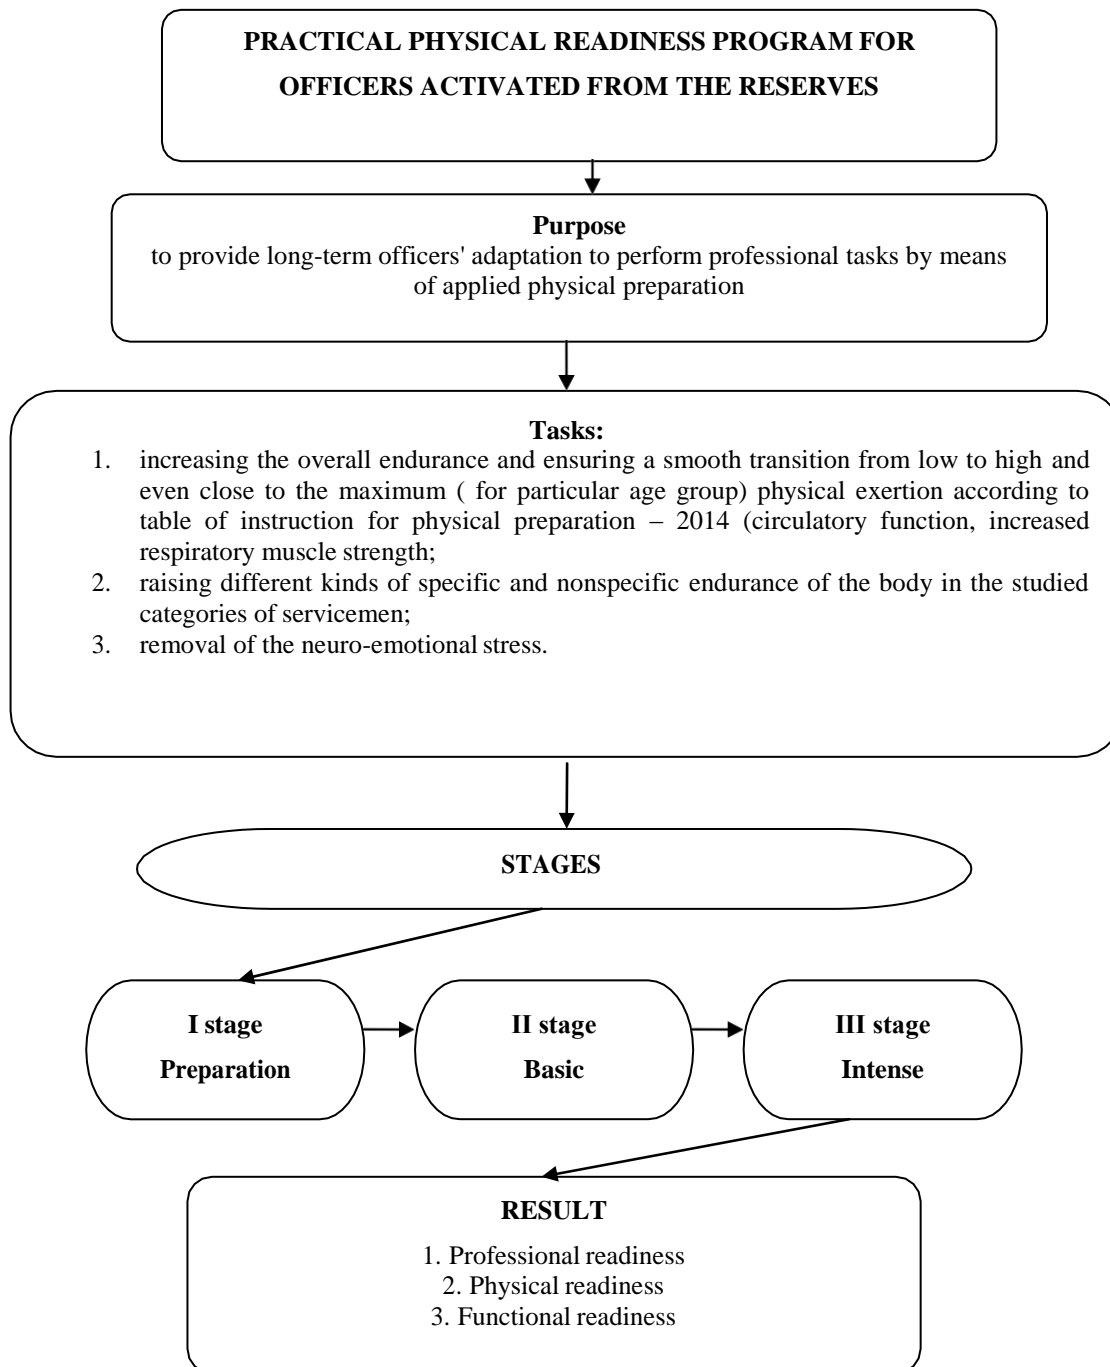 PRACTICAL PHYSICAL READINESS PROGRAM FOR
OFFICERS ACTIVATED FROM THE RESERVES
Purpose
to provide long-term officers' adaptation to perform professional tasks by means
of applied physical preparation
Tasks:
1. increasing the overall endurance and ensuring a smooth transition from low to high and
even close to the maximum ( for particular age group) physical exertion according to
table of instruction for physical preparation – 2014 (circulatory function, increased
respiratory muscle strength;
2. raising different kinds of specific and nonspecific endurance of the body in the studied
categories of servicemen;
3. removal of the neuro-emotional stress.
STAGES
I stage
Preparation
II stage
Basic
III stage
Intense
RESULT
1. Professional readiness
2. Physical readiness
3. Functional readiness